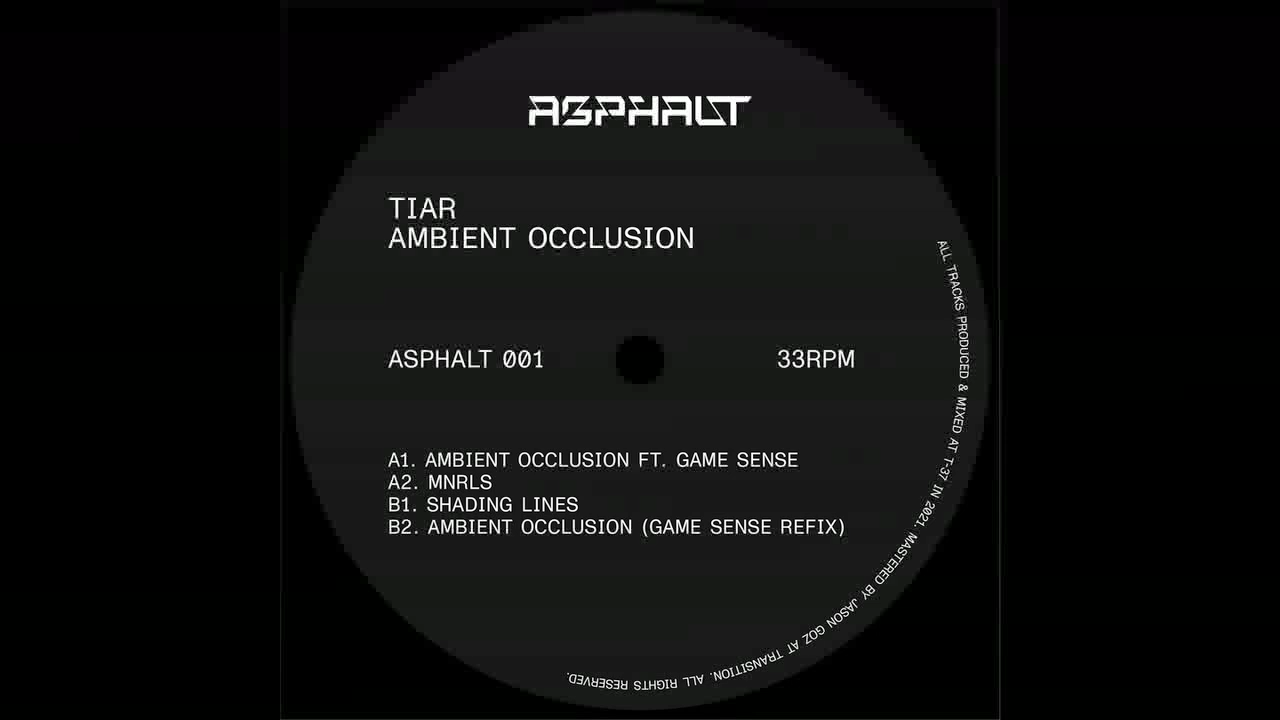 ASPHALT
TIAR
AMBIENT OCCLUSION
ASPHALT 001
33RPM
A1. AMBIENT OCCLUSION FT. GAME SENSE
A2. MNRLS
B1. SHADING LINES
B2. AMBIENT OCCLUSION (GAME SENSE REFIX)
ALL TRACKS PRODUCED & MIXED AT T-37 IN 2021. MASTERED BY JASON GOZ AT TRANSITION. ALL RIGHTS RESERVED.